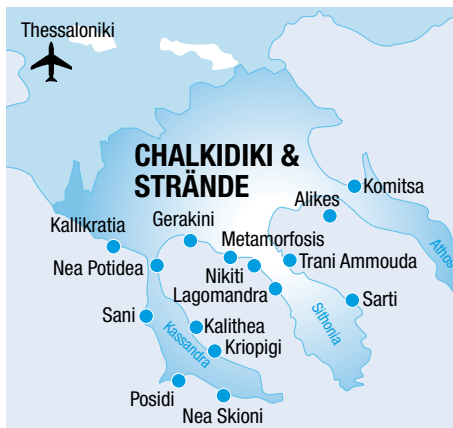 Thessaloniki
CHALKIDIKI &
STRÄNDE
Komitsa
Alikes
Kallikratia
Gerakini
Metamorfosis
Athos
Nea Potidea
Nikiti
Trani Ammouda
Lagomandra
Sarti
Sani
Kassandra
Kalithea
Sithonia
Kriopigi
Posidi
Nea Skioni